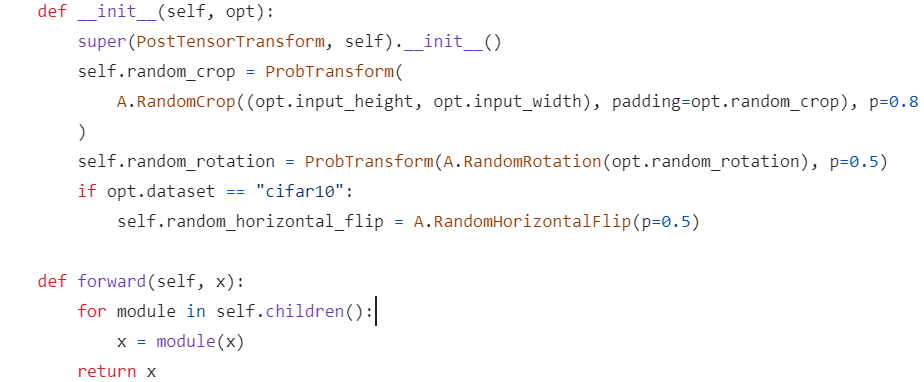 def __init__(self, opt):
    super(PostTensorTransform, self).__init__()
    self.random_crop = ProbTransform(
        A.RandomCrop((opt.input_height, opt.input_width), padding=opt.random_crop), p=0.8
    )
    self.random_rotation = ProbTransform(A.RandomRotation(opt.random_rotation), p=0.5)
    if opt.dataset == "cifar10":
        self.random_horizontal_flip = A.RandomHorizontalFlip(p=0.5)

def forward(self, x):
    for module in self.children():
        x = module(x)
    return x